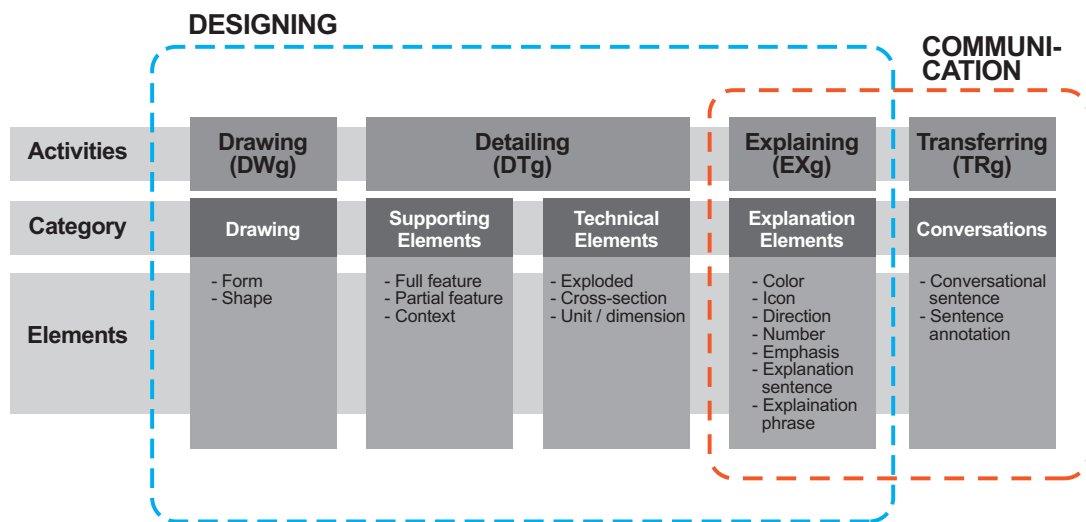 DESIGNING
COMMUNI-
CATION
Activities
Drawing
(DWg)
Detailing
(DTg)
Explaining
(EXg)
Transferring
(TRg)
Category
Drawing
Supporting
Elements
Technical
Elements
Explanation
Elements
Conversations
Elements
- Form
- Shape
- Full feature
- Partial feature
- Context
- Exploded
- Cross-section
- Unit / dimension
- Color
- Icon
- Direction
- Number
- Emphasis
- Explanation
sentence
- Explaination
phrase
- Conversational
sentence
- Sentence
annotation